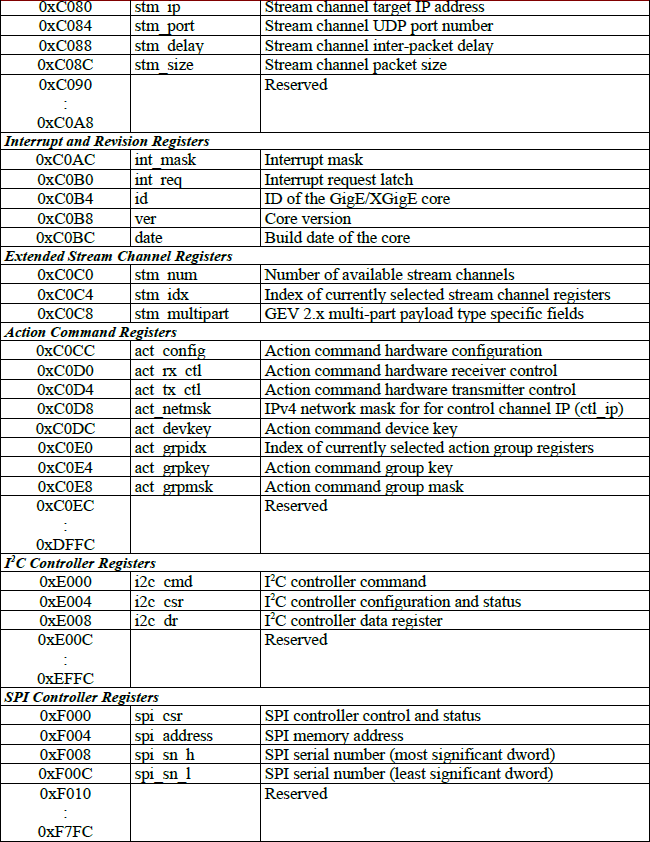 0xC080 stm_ip Stream channel target IP address
0xC084 stm_port Stream channel UDP port number
0xC088 stm_delay Stream channel inter-packet delay
0xC08C stm_size Stream channel packet size
0xC090 Reserved
:
0xC0A8
Interrupt and Revision Registers
0xC0AC int_mask Interrupt mask
0xC0B0 int_req Interrupt request latch
0xC0B4 id ID of the GigE/XGigE core
0xC0B8 ver Core version
0xC0BC date Build date of the core
Extended Stream Channel Registers
0xC0C0 stm_num Number of available stream channels
0xC0C4 stm_idx Index of currently selected stream channel registers
0xC0C8 stm_multipart GEV 2.x multi-part payload type specific fields
Action Command Registers
0xC0CC act_config Action command hardware configuration
0xC0D0 act_rx_ctl Action command hardware receiver control
0xC0D4 act_tx_ctl Action command hardware transmitter control
0xC0D8 act_netmsk IPv4 network mask for for control channel IP (ctl_ip)
0xC0DC act_devkey Action command device key
0xC0E0 act_grpidx Index of currently selected action group registers
0xC0E4 act_grpkey Action command group key
0xC0E8 act_grpmsk Action command group mask
0xC0EC Reserved
:
0xDFFC
I²C Controller Registers
0xE000 i2c_cmd I²C controller command
0xE004 i2c_csr I²C controller configuration and status
0xE008 i2c_dr I²C controller data register
0xE00C Reserved
:
0xEFFC
SPI Controller Registers
0xF000 spi_csr SPI controller control and status
0xF004 spi_address SPI memory address
0xF008 spi_sn_h SPI serial number (most significant dword)
0xF00C spi_sn_l SPI serial number (least significant dword)
0xF010 Reserved
:
0xF7FC